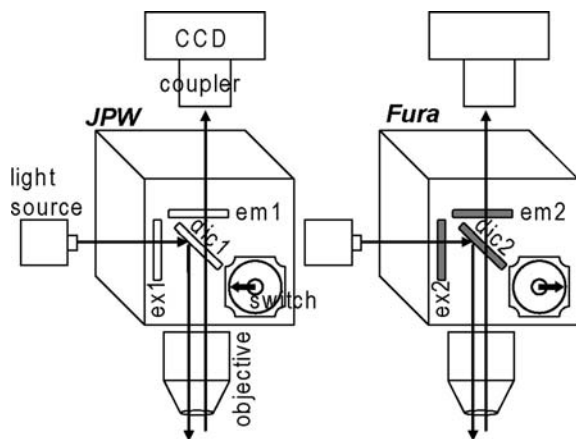 CCD
coupler
JPW
Fura
light
source
em1
dic1
ex1
switch
objective
em2
dic2
ex2